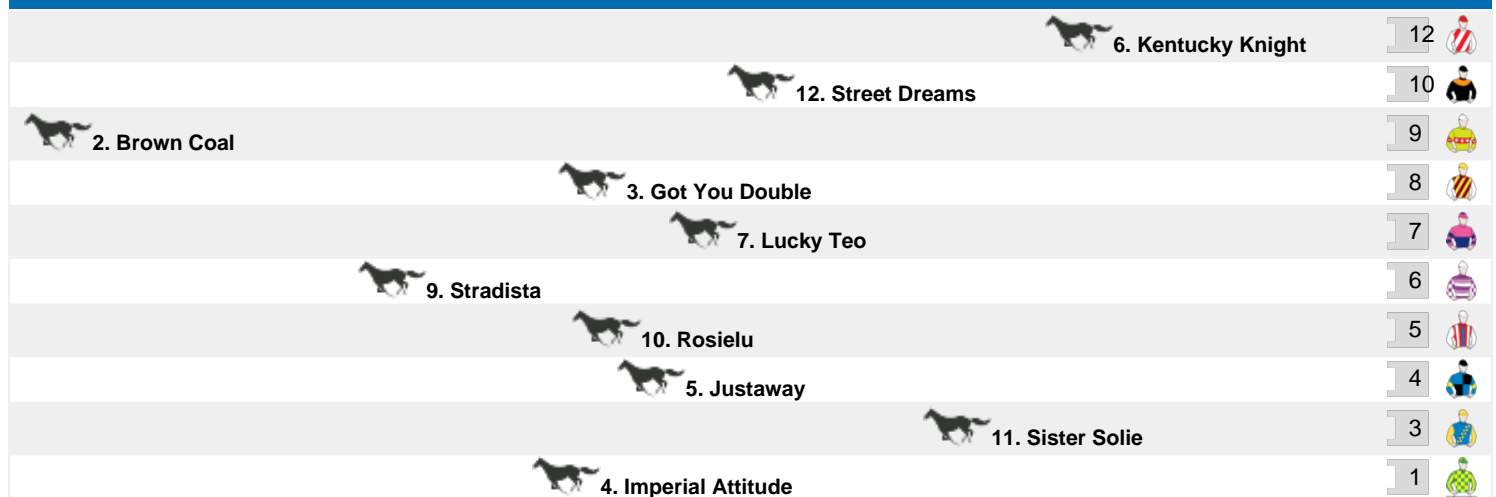 6. Kentucky Knight 12
12. Street Dreams 10
2. Brown Coal 9
3. Got You Double 8
7. Lucky Teo 7
9. Stradista 6
10. Rosielu 5
5. Justaway 4
11. Sister Solie 3
4. Imperial Attitude 1